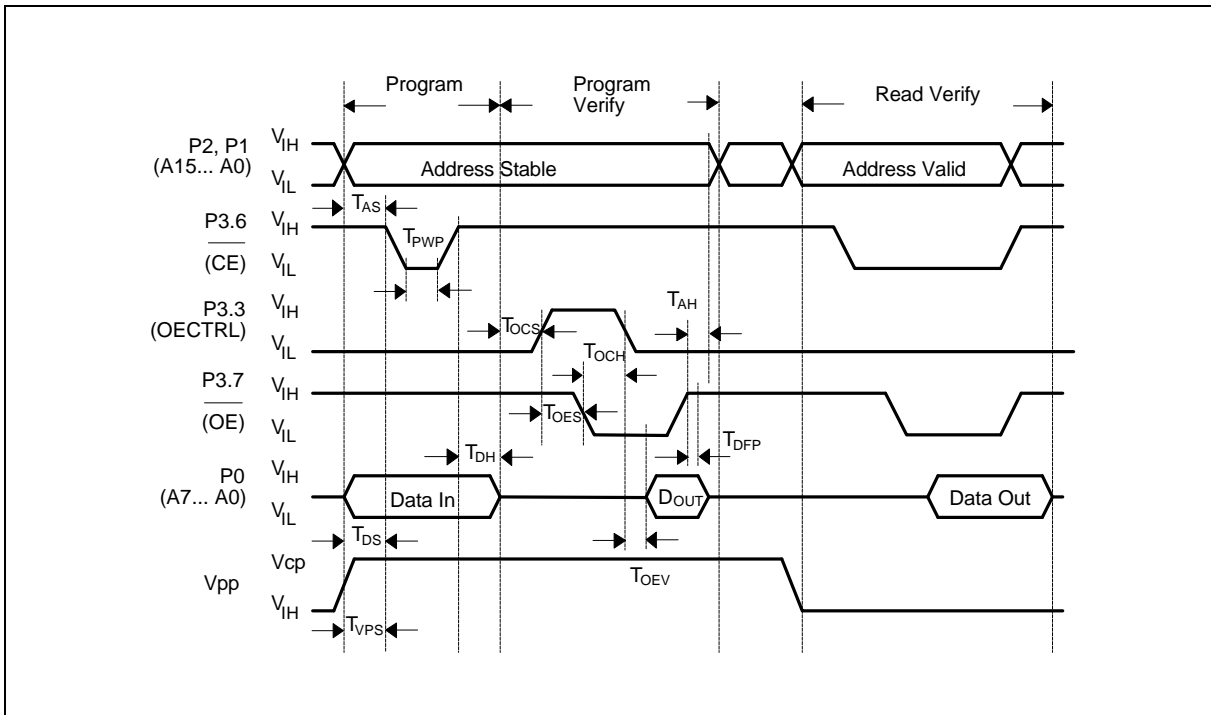 Program
Program
Verify
Read Verify
P2, P1
(A15... A0)
VIH
VIL
Address Stable
Address Valid
TAS
P3.6
(CE)
VIH
VIL
TPWP
P3.3
(OECTRL)
VIH
VIL
TOCS
TOCH
TAH
P3.7
(OE)
VIH
VIL
TOES
TDFP
TDH
P0
(A7... A0)
VIH
VIL
Data In
DOUT
Data Out
TDS
Vpp
Vcp
VIH
TOEV
TVPS